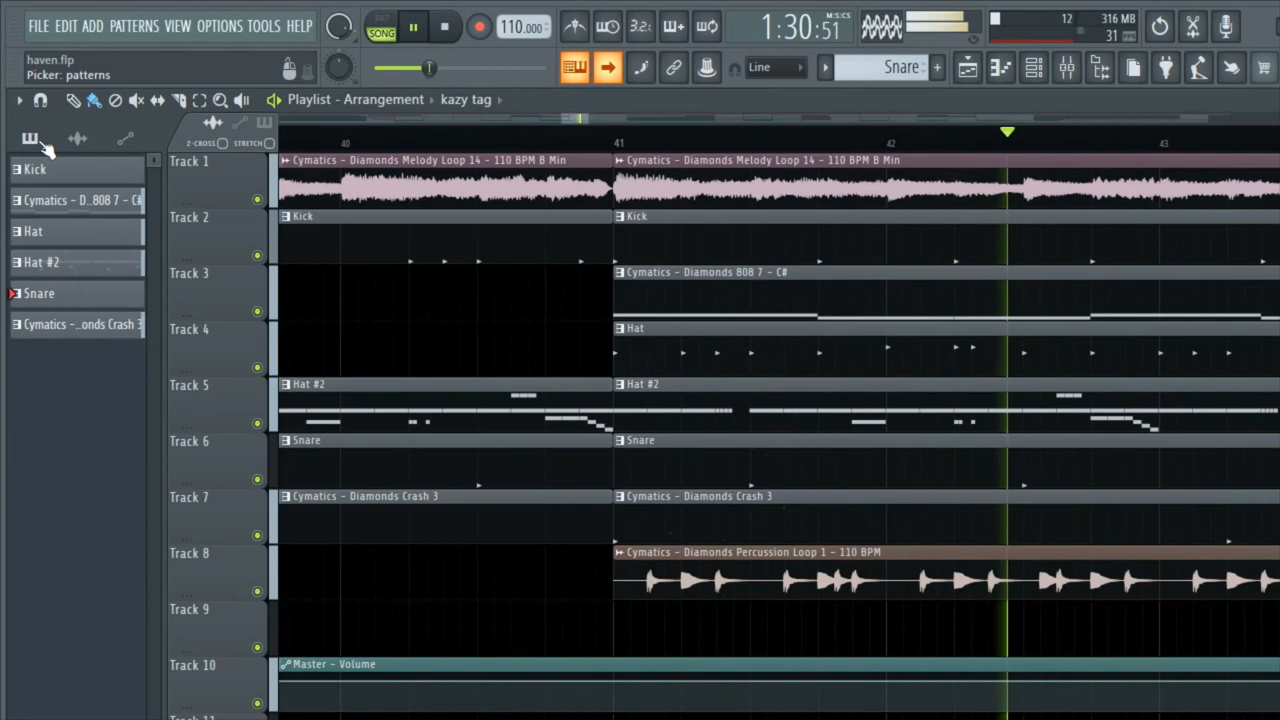 FILE EDIT ADD PATTERNS VIEW OPTIONS TOOLS HELP
PAT
SONG
110.000
3.2.
1:30:51
M:S:CS
12
316 MB
31
haven.flp
Picker: patterns
Line
Snare
Playlist - Arrangement
kazy tag
Z-CROSS
STRETCH
40
41
42
43
Kick
Cymatics - D..808 7 - C#
Hat
Hat #2
Snare
Cymatics -..onds Crash 3
Track 1
Cymatics - Diamonds Melody Loop 14 - 110 BPM B Min
Cymatics - Diamonds Melody Loop 14 - 110 BPM B Min
Track 2
Kick
Kick
Track 3
Cymatics - Diamonds 808 7 - C#
Track 4
Hat
Track 5
Hat #2
Hat #2
Track 6
Snare
Snare
Track 7
Cymatics - Diamonds Crash 3
Cymatics - Diamonds Crash 3
Track 8
Cymatics - Diamonds Percussion Loop 1 - 110 BPM
Track 9
Track 10
Master - Volume